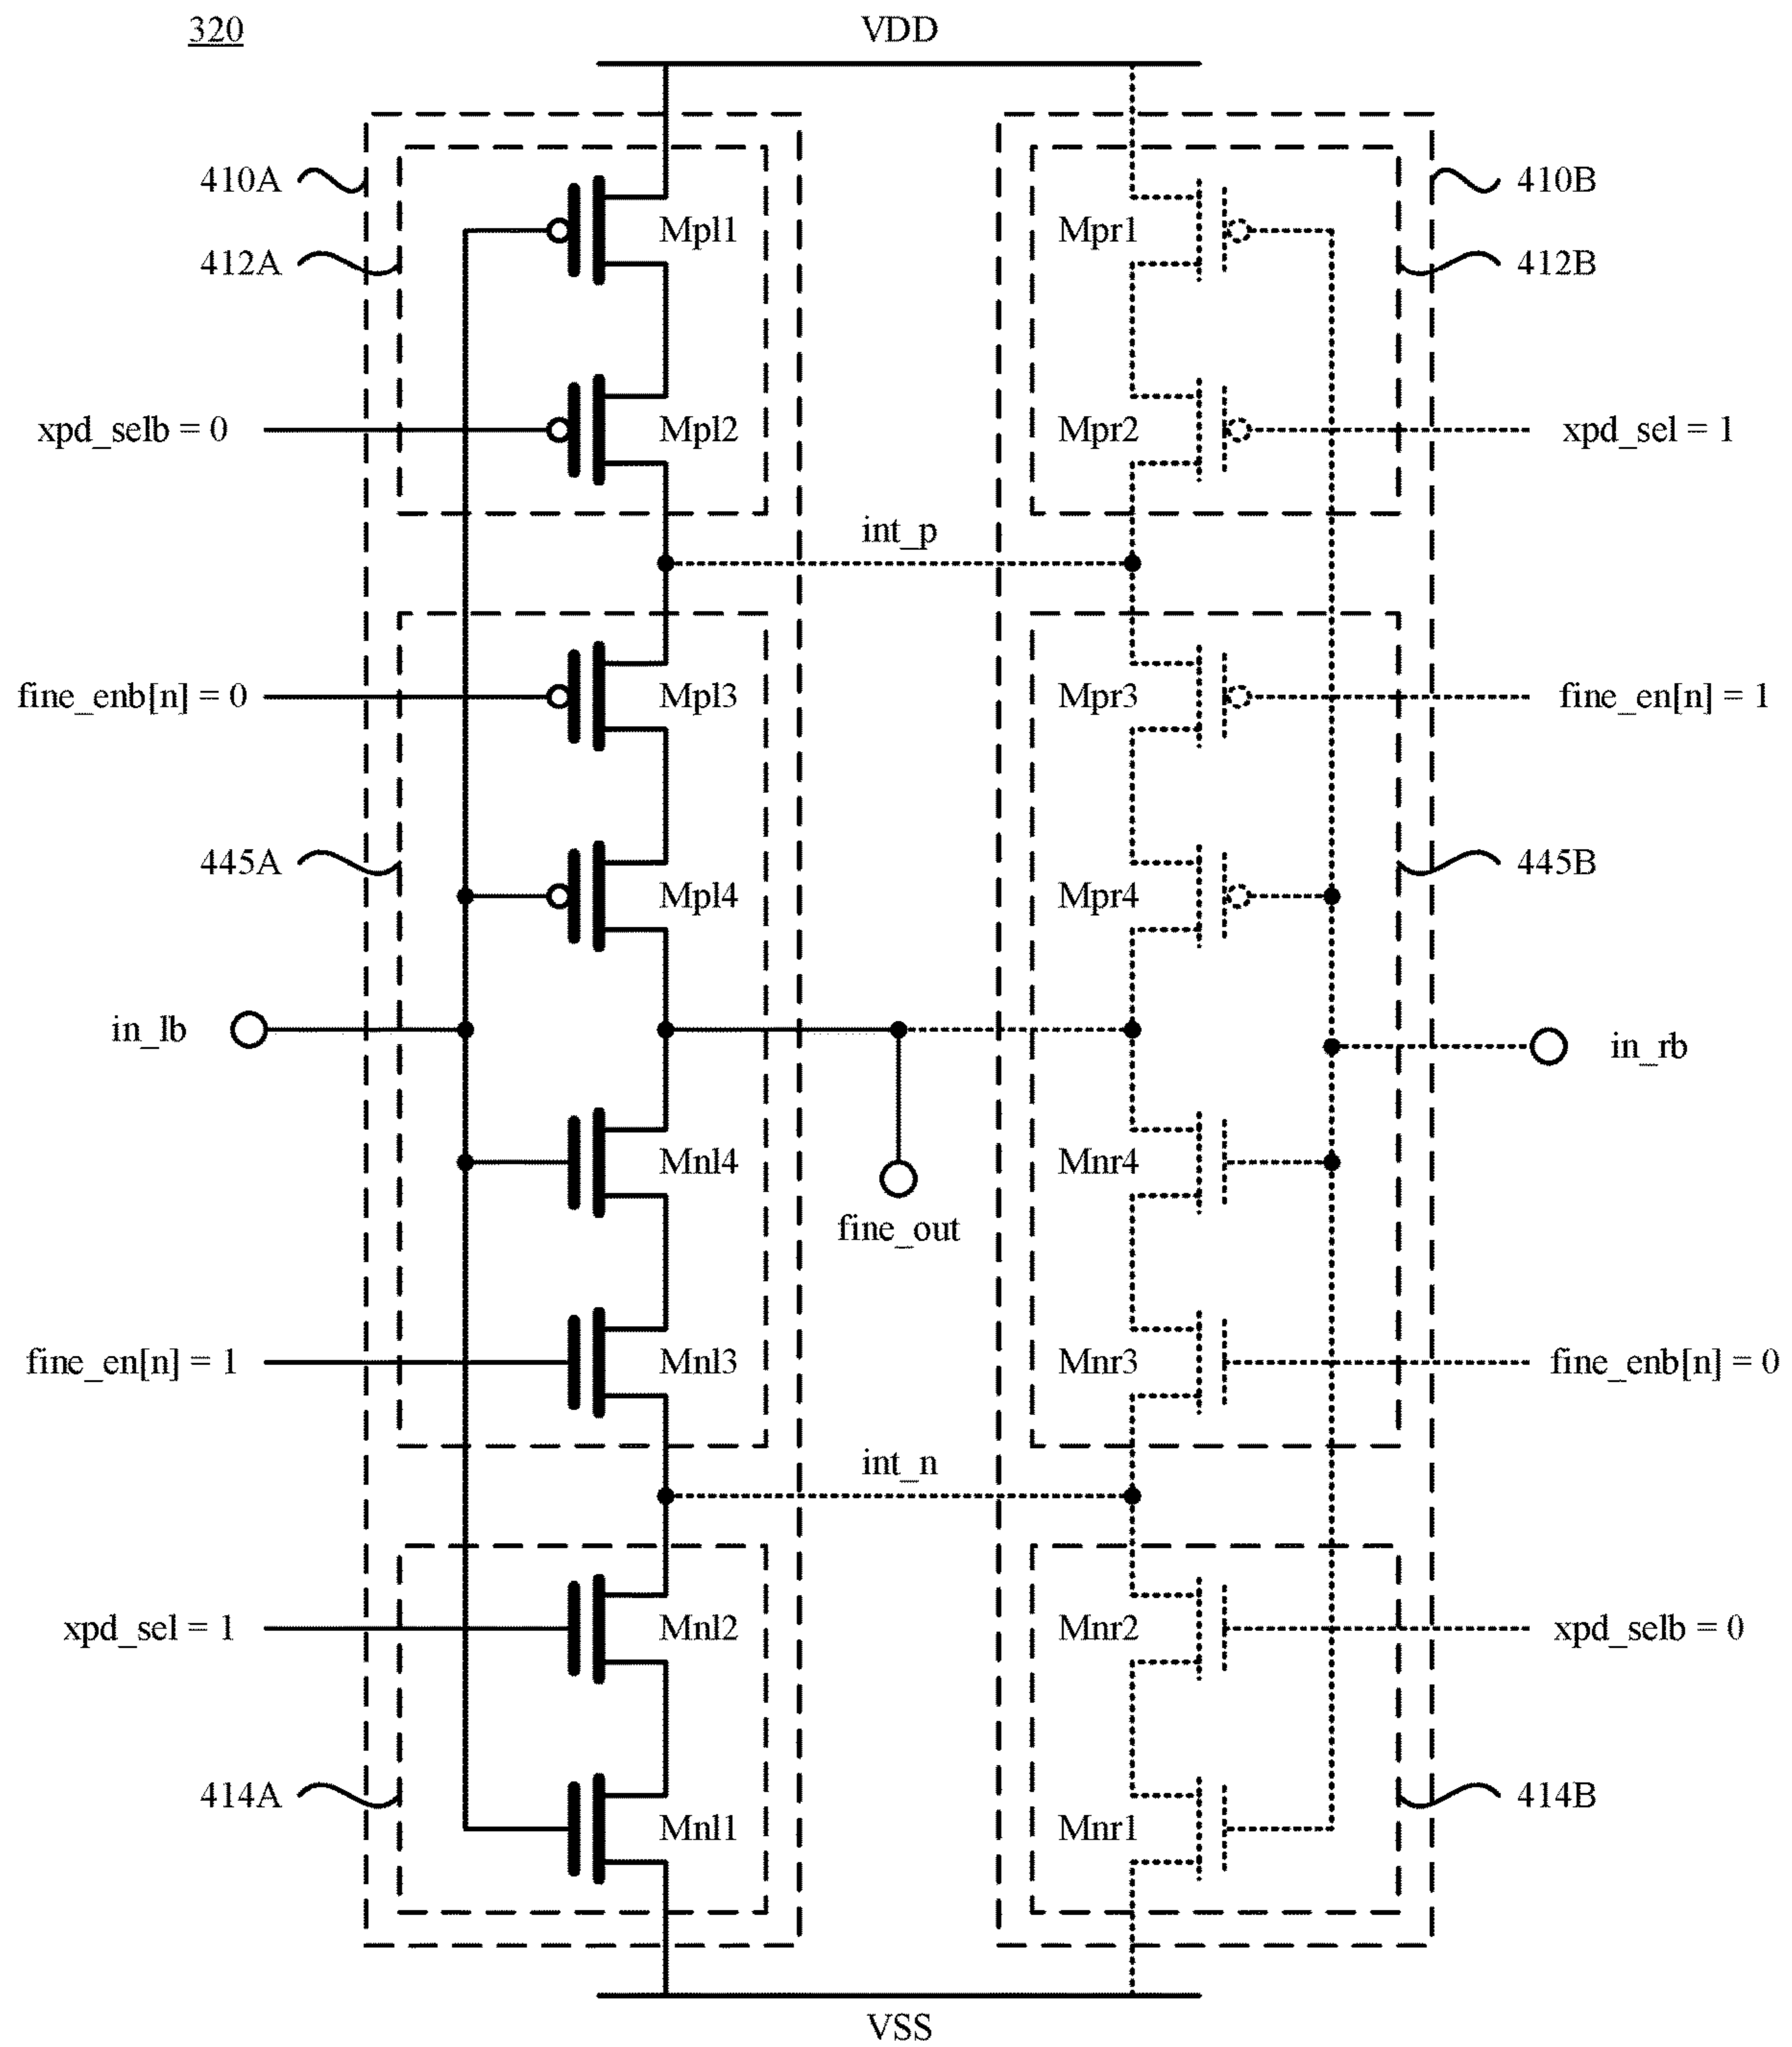 320
VDD
410A
410B
Mpl1
Mpr1
412A
412B
xpd_selb = 0
Mpl2
Mpr2
xpd_sel = 1
int_p
fine_enb[n] = 0
Mpl3
Mpr3
fine_en[n] = 1
445A
445B
Mpl4
Mpr4
in_lb
in_rb
Mnl4
Mnr4
fine_out
fine_en[n] = 1
Mnl3
Mnr3
fine_enb[n] = 0
int_n
xpd_sel = 1
Mnl2
Mnr2
xpd_selb = 0
414A
414B
Mnl1
Mnr1
VSS